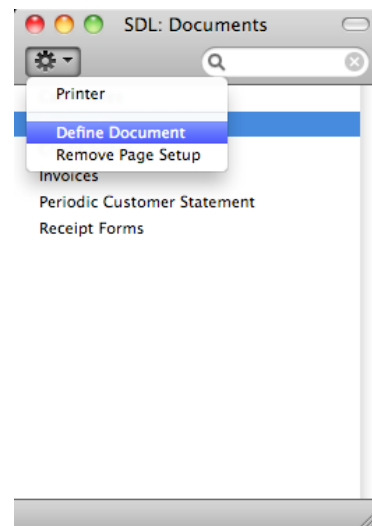 SDL: Documents
Printer
Define Document
Remove Page Setup
Invoices
Periodic Customer Statement
Receipt Forms